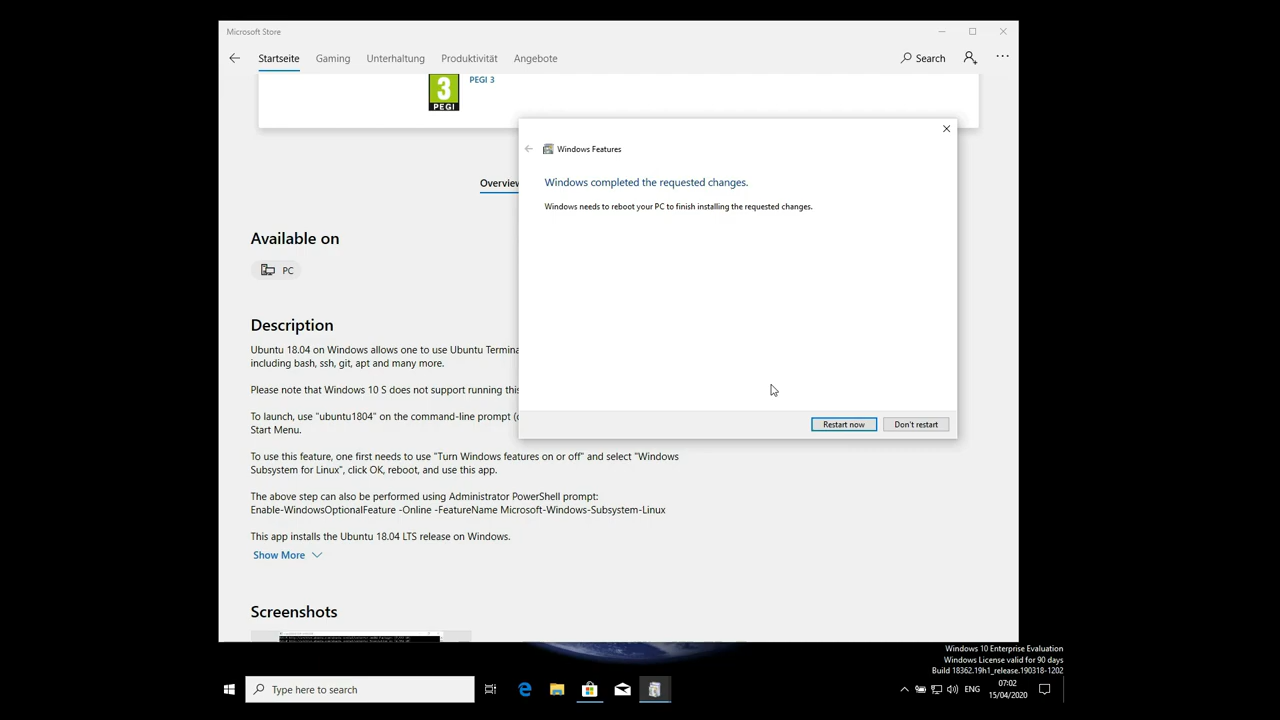 Microsoft Store
Startseite
Gaming
Unterhaltung
Produktivität
Angebote
Search
3
PEGI
PEGI 3
Windows Features
Windows completed the requested changes.
Windows needs to reboot your PC to finish installing the requested changes.
Restart now
Don't restart
Overview
Available on
PC
Description
Ubuntu 18.04 on Windows allows one to use Ubuntu Termina
including bash, ssh, git, apt and many more.
Please note that Windows 10 S does not support running this
To launch, use "ubuntu1804" on the command-line prompt (
Start Menu.
To use this feature, one first needs to use "Turn Windows features on or off" and select "Windows
Subsystem for Linux", click OK, reboot, and use this app.
The above step can also be performed using Administrator PowerShell prompt:
Enable-WindowsOptionalFeature -Online -FeatureName Microsoft-Windows-Subsystem-Linux
This app installs the Ubuntu 18.04 LTS release on Windows.
Show More
Screenshots
Windows 10 Enterprise Evaluation
Windows License valid for 90 days
Build 18362.19h1_release.190318-1202
Type here to search
ENG
07:02
15/04/2020